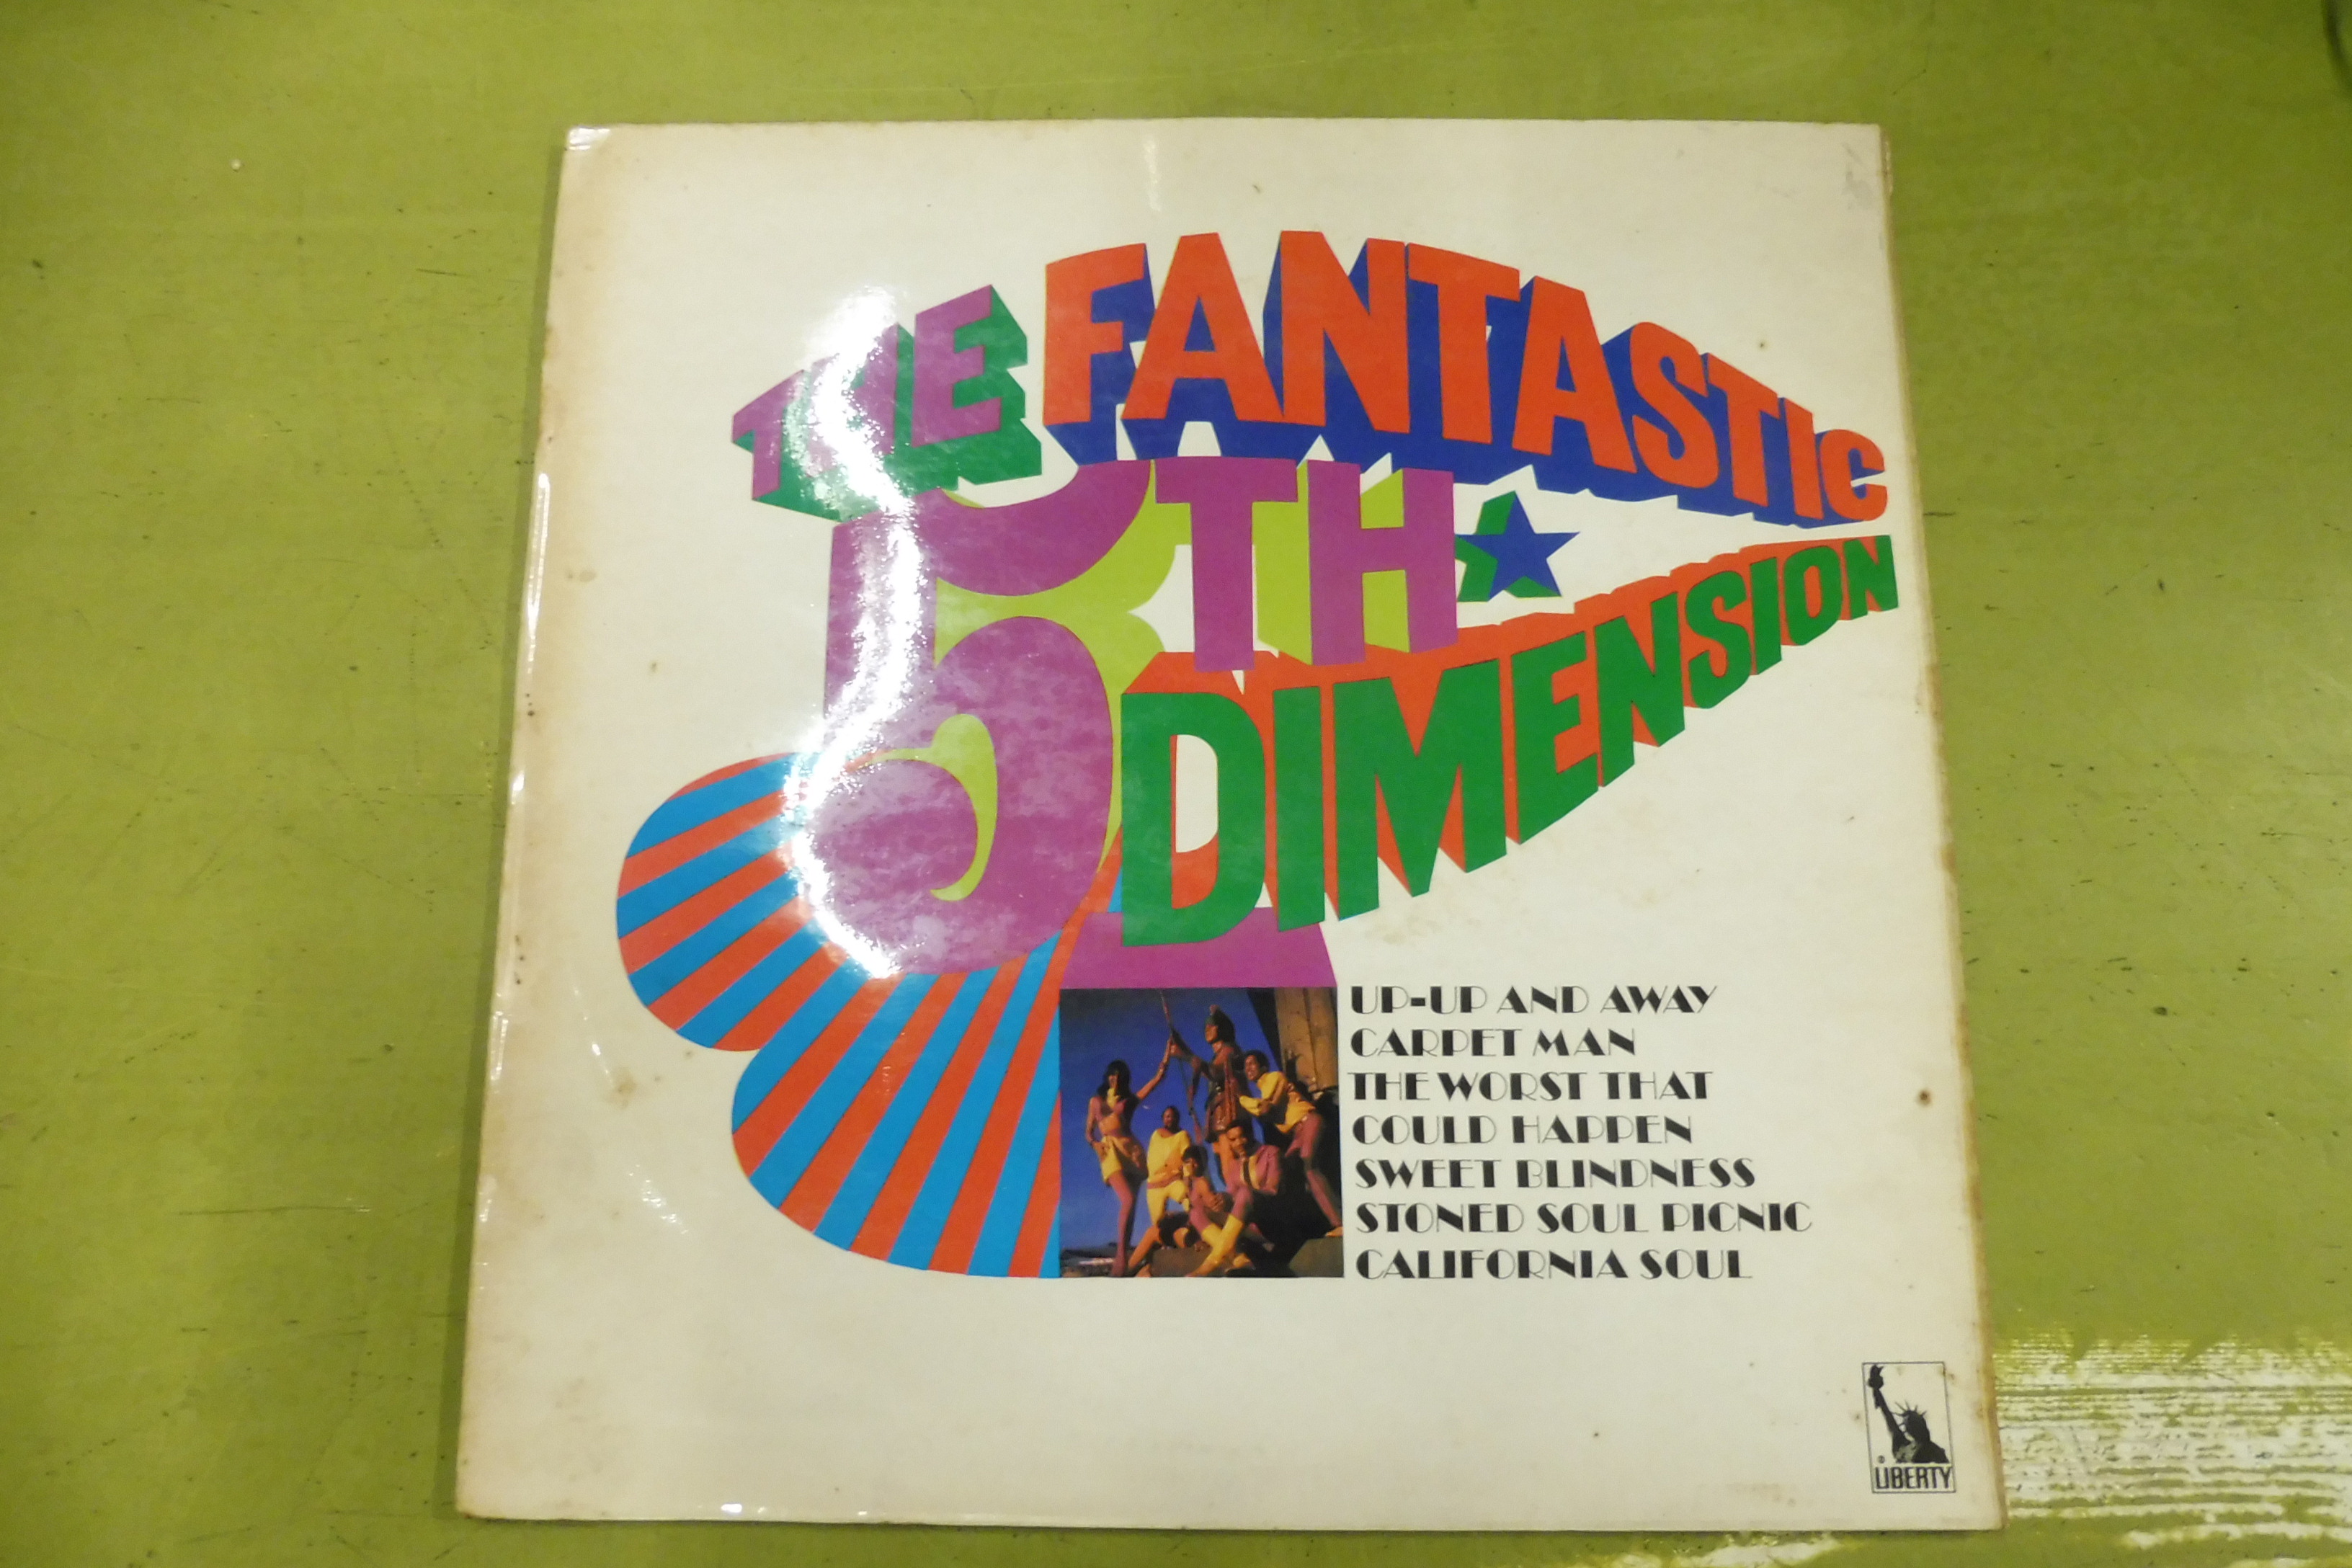 THE FANTASTIC
5TH
DIMENSION
UP-UP AND AWAY
CARPET MAN
THE WORST THAT
COULD HAPPEN
SWEET BLINDNESS
STONED SOUL PICNIC
CALIFORNIA SOUL
LIBERTY